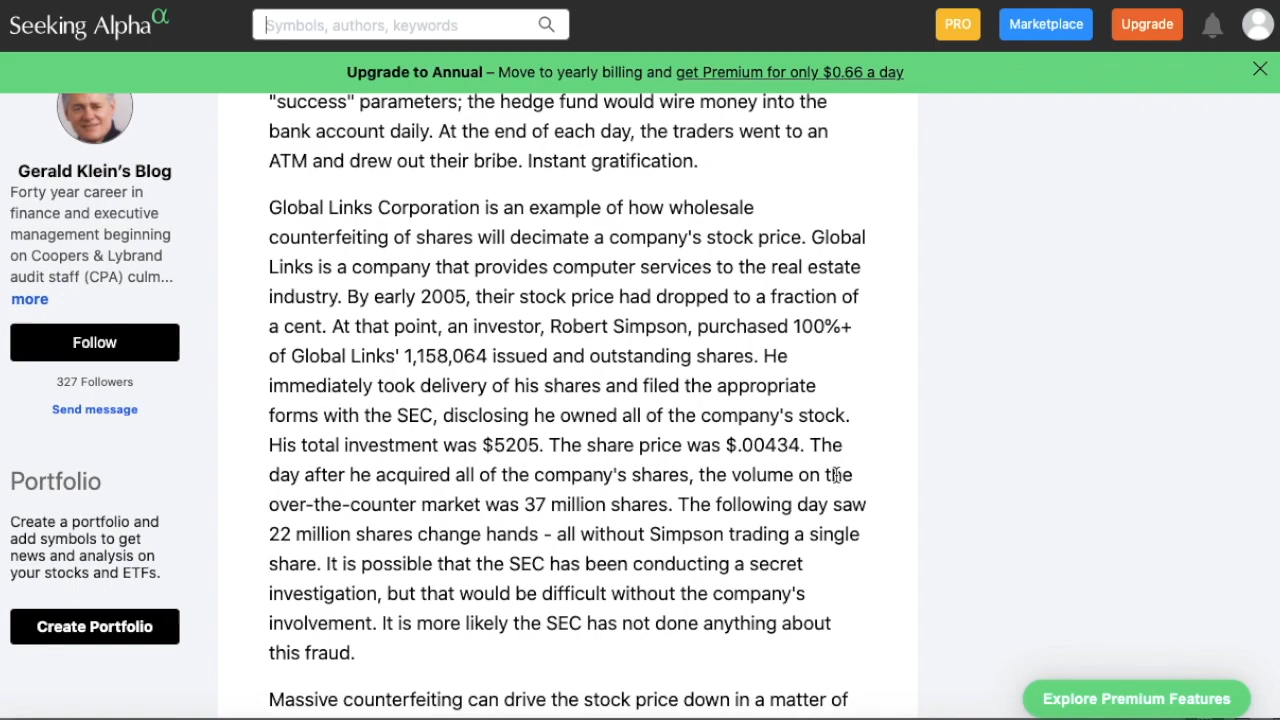 Seeking Alpha α
Symbols, authors, keywords
PRO
Marketplace
Upgrade
Upgrade to Annual – Move to yearly billing and get Premium for only $0.66 a day
Gerald Klein's Blog
Forty year career in
finance and executive
management beginning
on Coopers & Lybrand
audit staff (CPA) culm...
more
Follow
327 Followers
Send message
Portfolio
Create a portfolio and
add symbols to get
news and analysis on
your stocks and ETFs.
Create Portfolio
"success" parameters; the hedge fund would wire money into the
bank account daily. At the end of each day, the traders went to an
ATM and drew out their bribe. Instant gratification.
Global Links Corporation is an example of how wholesale
counterfeiting of shares will decimate a company's stock price. Global
Links is a company that provides computer services to the real estate
industry. By early 2005, their stock price had dropped to a fraction of
a cent. At that point, an investor, Robert Simpson, purchased 100%+
of Global Links' 1,158,064 issued and outstanding shares. He
immediately took delivery of his shares and filed the appropriate
forms with the SEC, disclosing he owned all of the company's stock.
His total investment was $5205. The share price was $.00434. The
day after he acquired all of the company's shares, the volume on the
over-the-counter market was 37 million shares. The following day saw
22 million shares change hands - all without Simpson trading a single
share. It is possible that the SEC has been conducting a secret
investigation, but that would be difficult without the company's
involvement. It is more likely the SEC has not done anything about
this fraud.
Massive counterfeiting can drive the stock price down in a matter of
Explore Premium Features